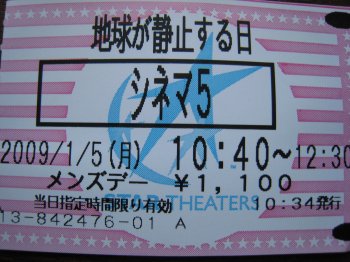 地球が静止する日
シネマ5
2009/1/5(月) 10:40~12:30
メンズデー ¥1,100
THEATERS
当日指定時間限り有効 10:34発行
13-842476-01 A